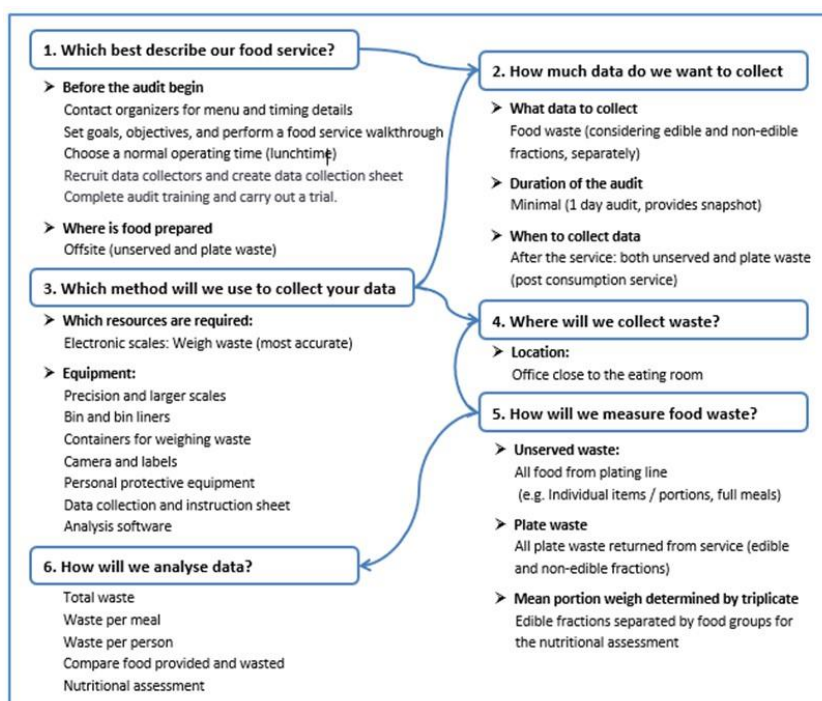 1. Which best describe our food service?
➤ Before the audit begin
Contact organizers for menu and timing details
Set goals, objectives, and perform a food service walkthrough
Choose a normal operating time (lunchtime)
Recruit data collectors and create data collection sheet
Complete audit training and carry out a trial.
➤ Where is food prepared
Offsite (unserved and plate waste)
2. How much data do we want to collect
➤ What data to collect
Food waste (considering edible and non-edible
fractions, separately)
➤ Duration of the audit
Minimal (1 day audit, provides snapshot)
➤ When to collect data
After the service: both unserved and plate waste
(post consumption service)
3. Which method will we use to collect your data
➤ Which resources are required:
Electronic scales: Weigh waste (most accurate)
➤ Equipment:
Precision and larger scales
Bin and bin liners
Containers for weighing waste
Camera and labels
Personal protective equipment
Data collection and instruction sheet
Analysis software
4. Where will we collect waste?
➤ Location:
Office close to the eating room
5. How will we measure food waste?
➤ Unserved waste:
All food from plating line
(e.g. Individual items / portions, full meals)
➤ Plate waste
All plate waste returned from service (edible
and non-edible fractions)
➤ Mean portion weigh determined by triplicate
Edible fractions separated by food groups for
the nutritional assessment
6. How will we analyse data?
Total waste
Waste per meal
Waste per person
Compare food provided and wasted
Nutritional assessment